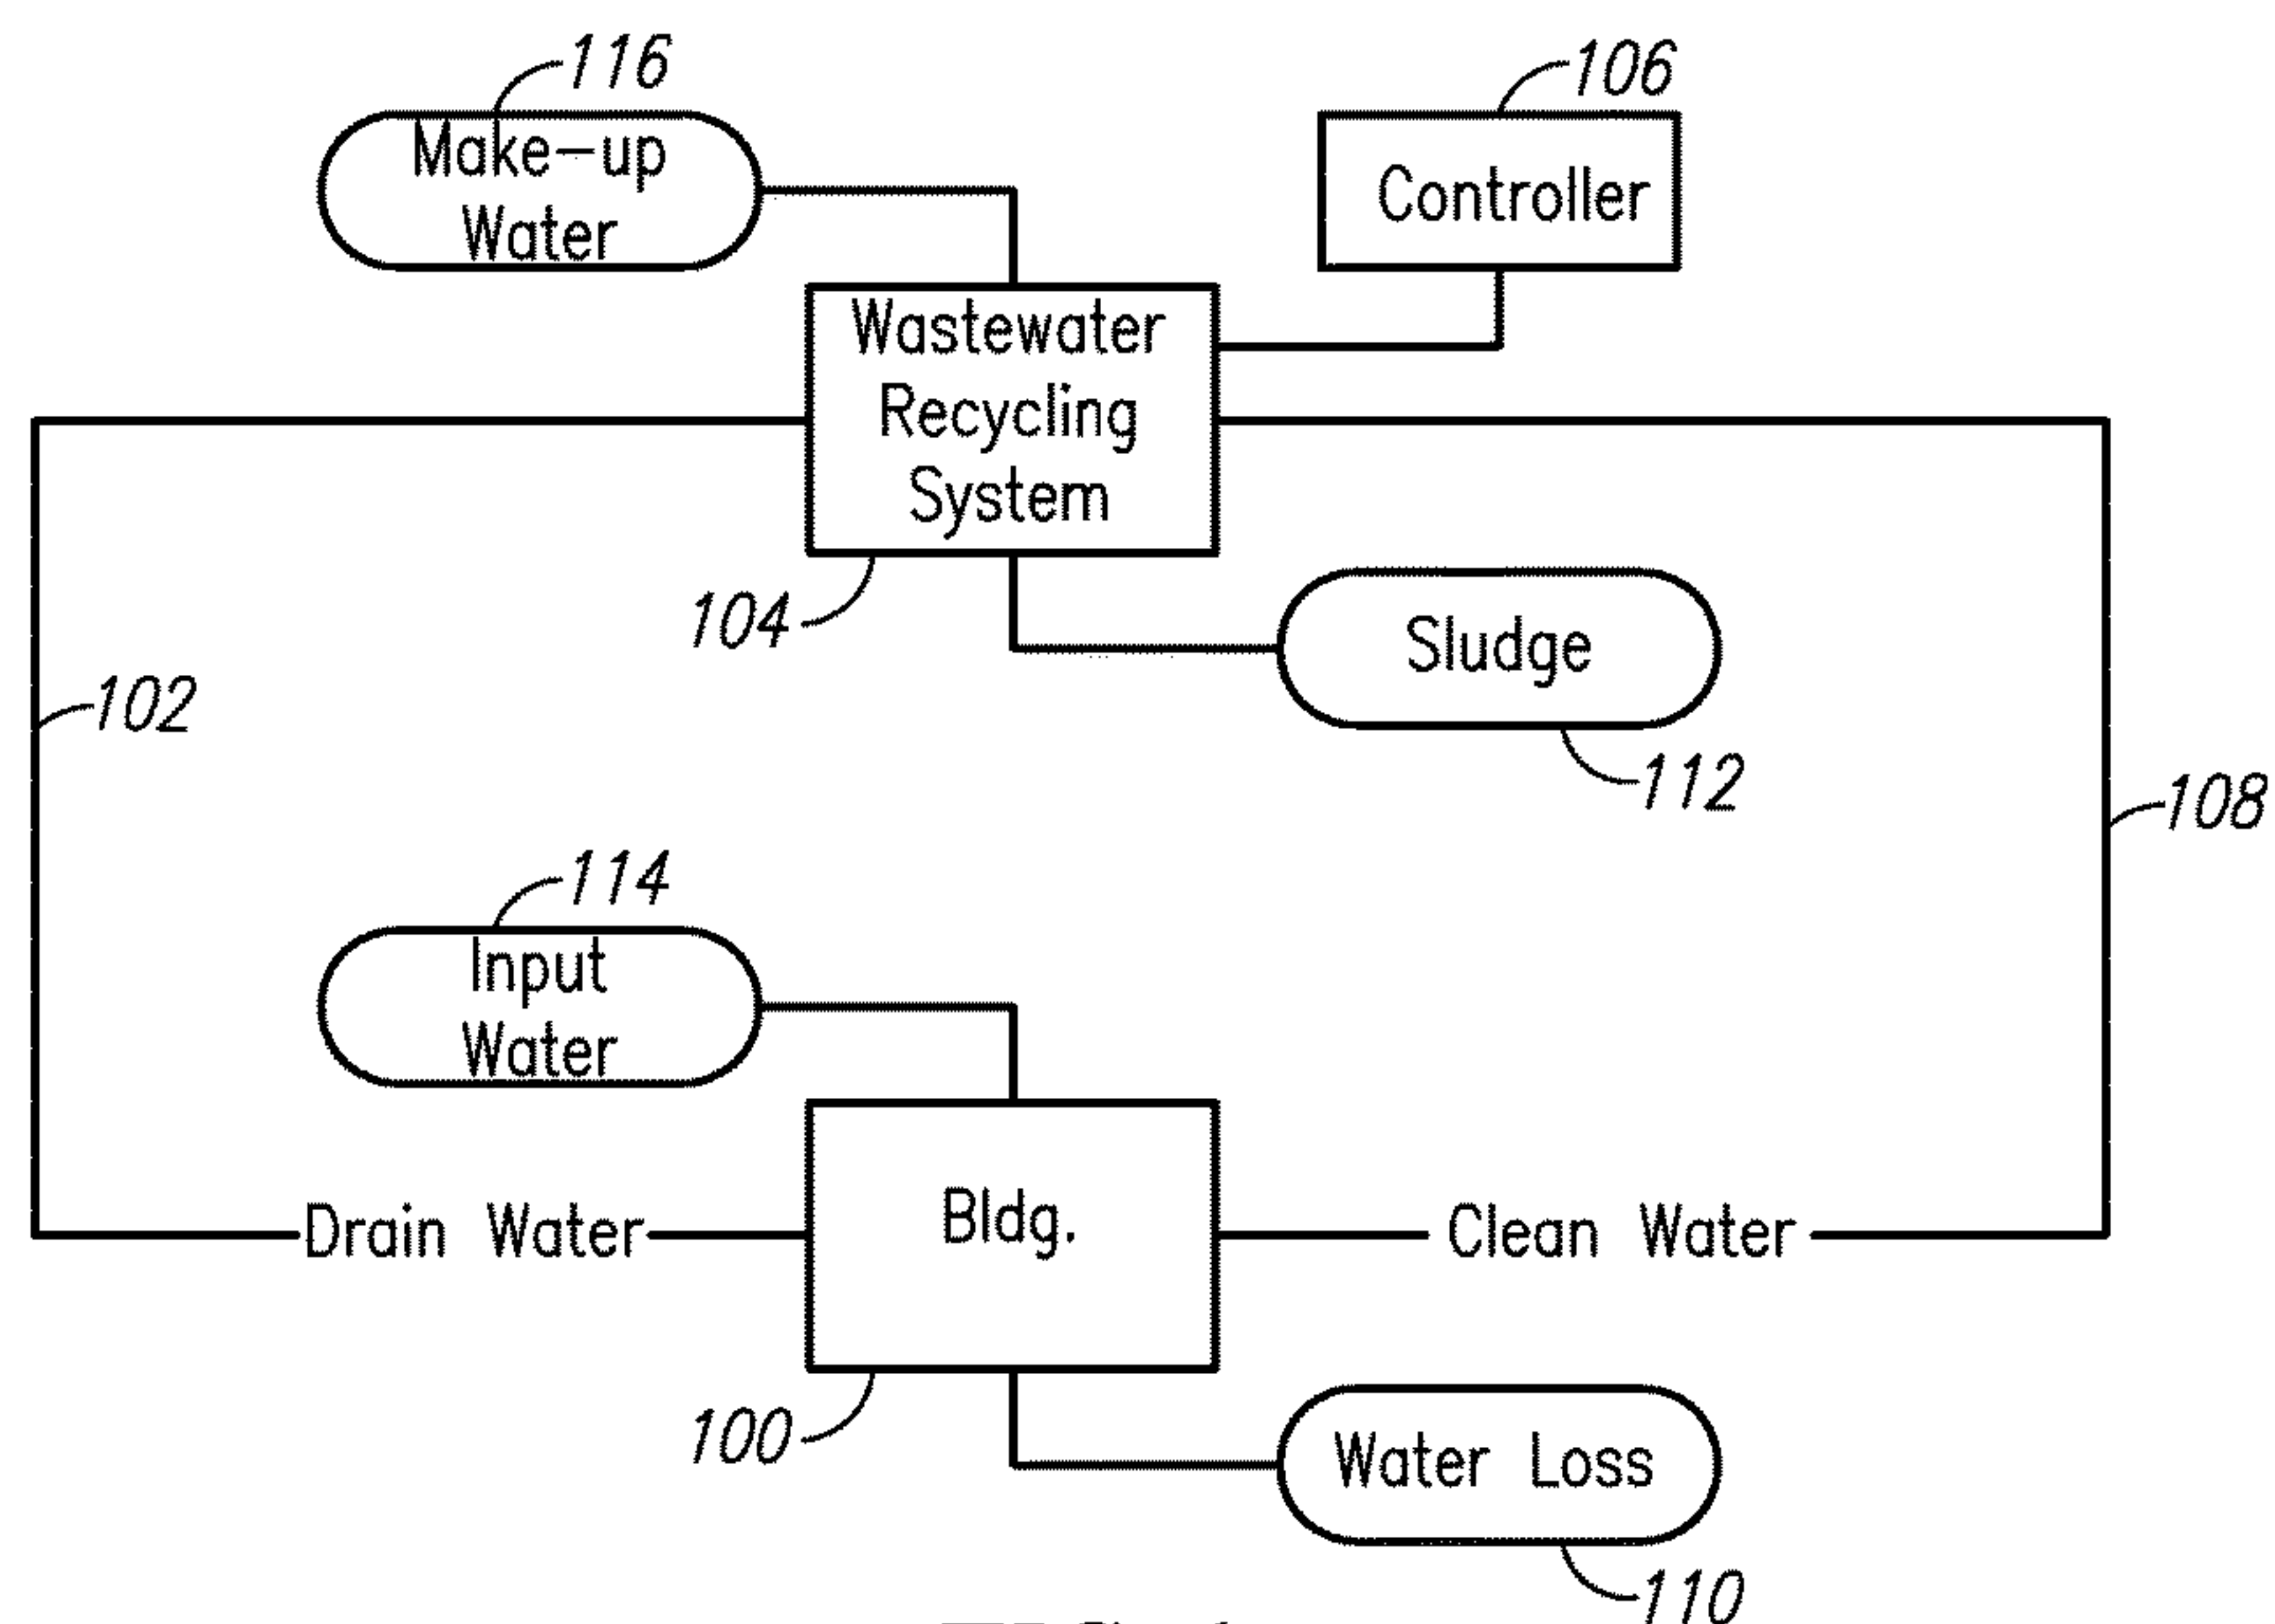 116
106
Make-up
Water
Controller
Wastewater
Recycling
System
104
Sludge
102
112
108
114
Input
Water
Bldg.
Drain Water
Clean Water
100
Water Loss
110